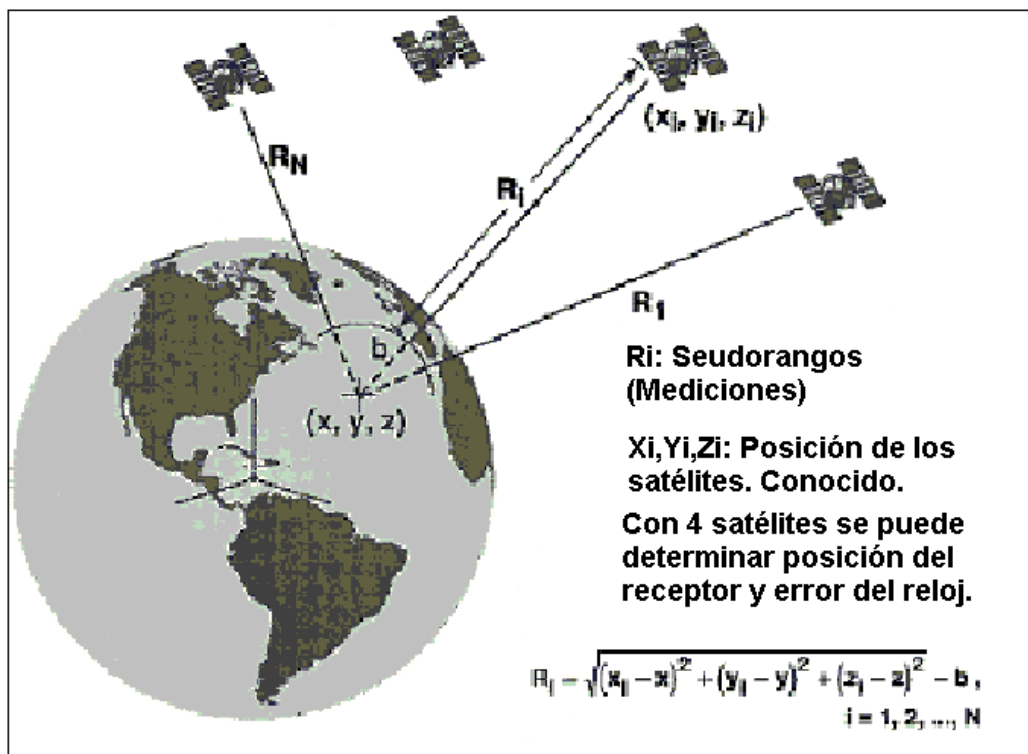 R_N
R_i
(x_i, y_i, z_i)
R_1
b
(x, y, z)
Ri: Seudorangos
(Mediciones)
Xi,Yi,Zi: Posición de los
satélites. Conocido.
Con 4 satélites se puede
determinar posición del
receptor y error del reloj.
R_i = √(x_i − x)² + (y_i − y)² + (z_i − z)² − b ,
i = 1, 2, ..., N